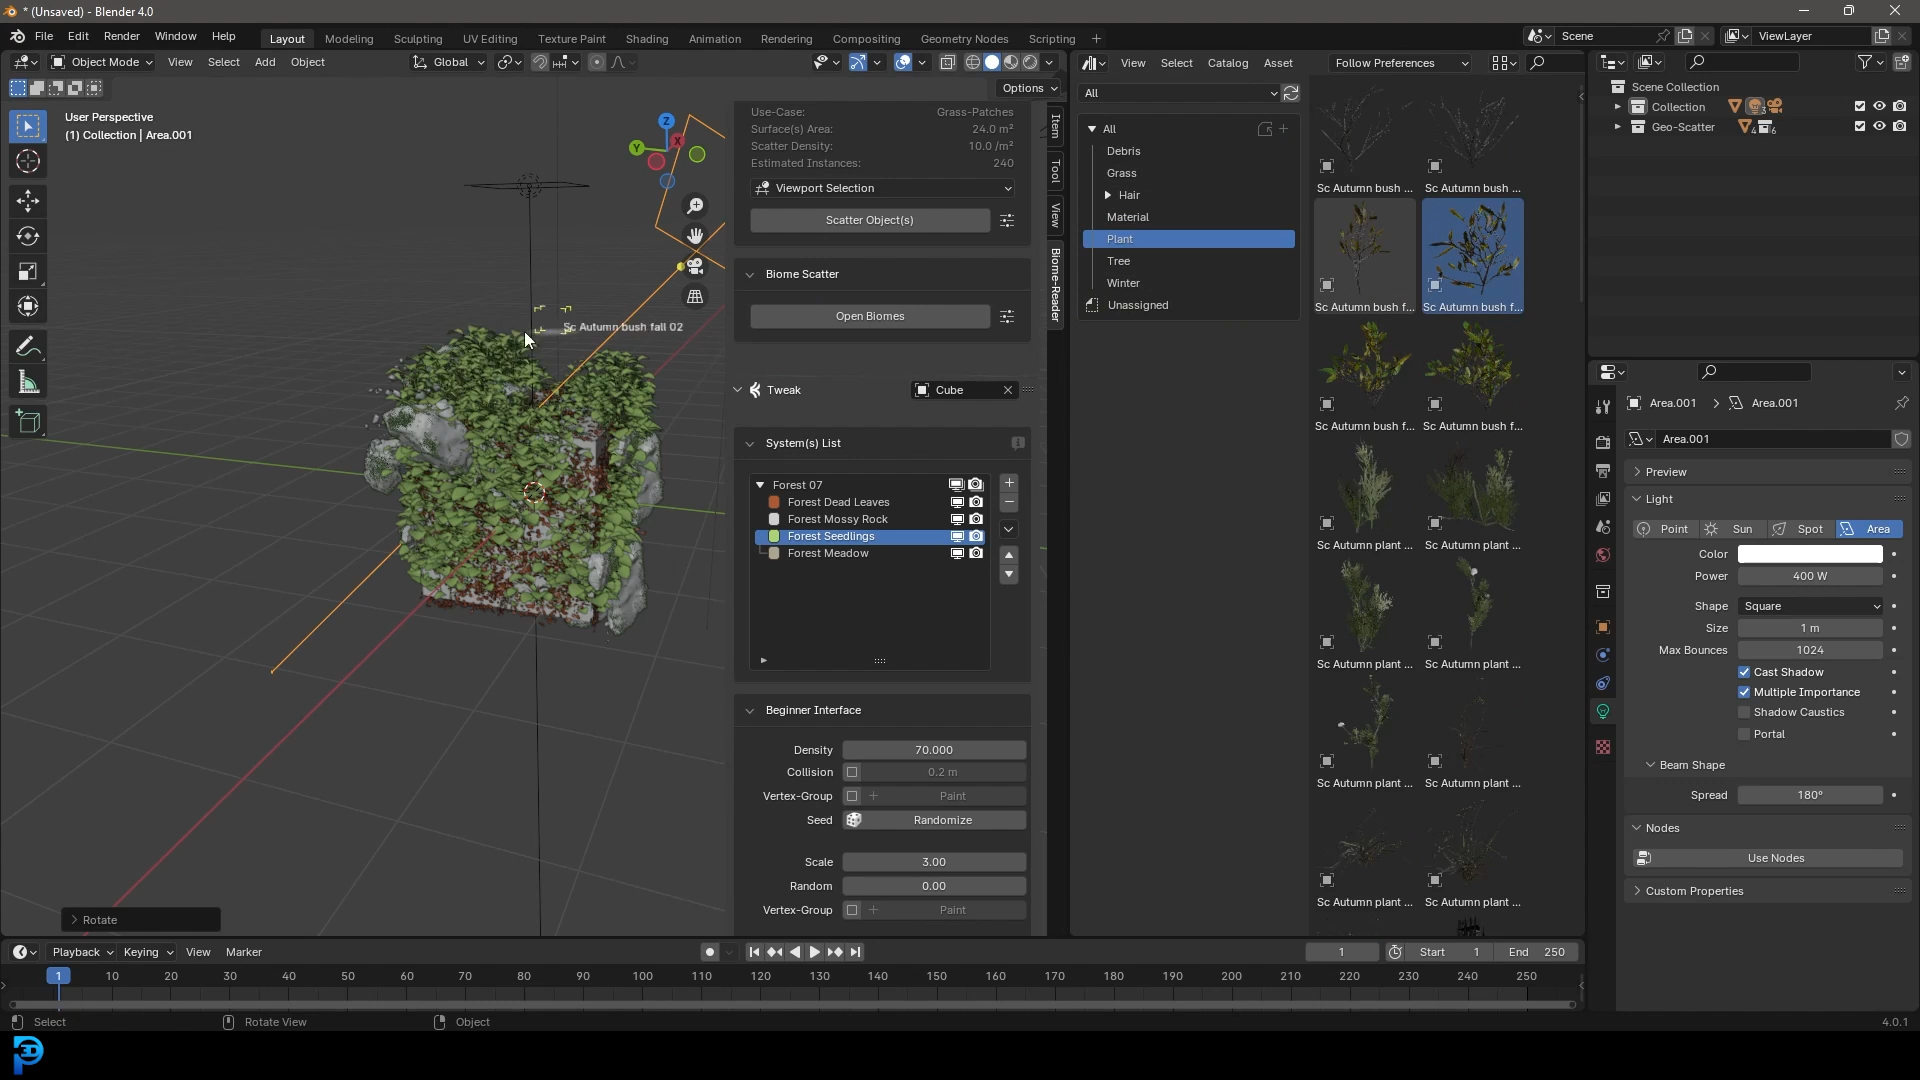 * (Unsaved) - Blender 4.0
File Edit Render Window Help
Layout Modeling Sculpting UV Editing Texture Paint Shading Animation Rendering Compositing Geometry Nodes Scripting +
Scene
ViewLayer
Object Mode View Select Add Object Global
Options
User Perspective
(1) Collection | Area.001
Z
Y
X
Sc Autumn bush fall 02
Rotate
Use-Case: Grass-Patches
Surface(s) Area: 24.0 m²
Scatter Density: 10.0 /m²
Estimated Instances: 240
Viewport Selection
Scatter Object(s)
Biome Scatter
Open Biomes
Tweak Cube
System(s) List
Forest 07
Forest Dead Leaves
Forest Mossy Rock
Forest Seedlings
Forest Meadow
Beginner Interface
Density 70.000
Collision 0.2 m
Vertex-Group Paint
Seed Randomize
Scale 3.00
Random 0.00
Vertex-Group Paint
Item
Tool
View
Biome-Reader
View Select Catalog Asset Follow Preferences
All
All
Debris
Grass
Hair
Material
Plant
Tree
Winter
Unassigned
Sc Autumn bush ... Sc Autumn bush ...
Sc Autumn bush f... Sc Autumn bush f...
Sc Autumn bush f... Sc Autumn bush f...
Sc Autumn plant ... Sc Autumn plant ...
Sc Autumn plant ... Sc Autumn plant ...
Sc Autumn plant ... Sc Autumn plant ...
Sc Autumn plant ... Sc Autumn plant ...
Scene Collection
Collection
Geo-Scatter
Area.001 > Area.001
Area.001
Preview
Light
Point Sun Spot Area
Color
Power 400 W
Shape Square
Size 1 m
Max Bounces 1024
Cast Shadow
Multiple Importance
Shadow Caustics
Portal
Beam Shape
Spread 180°
Nodes
Use Nodes
Custom Properties
Playback Keying View Marker
1 Start 1 End 250
1 10 20 30 40 50 60 70 80 90 100 110 120 130 140 150 160 170 180 190 200 210 220 230 240 250
Select Rotate View Object 4.0.1